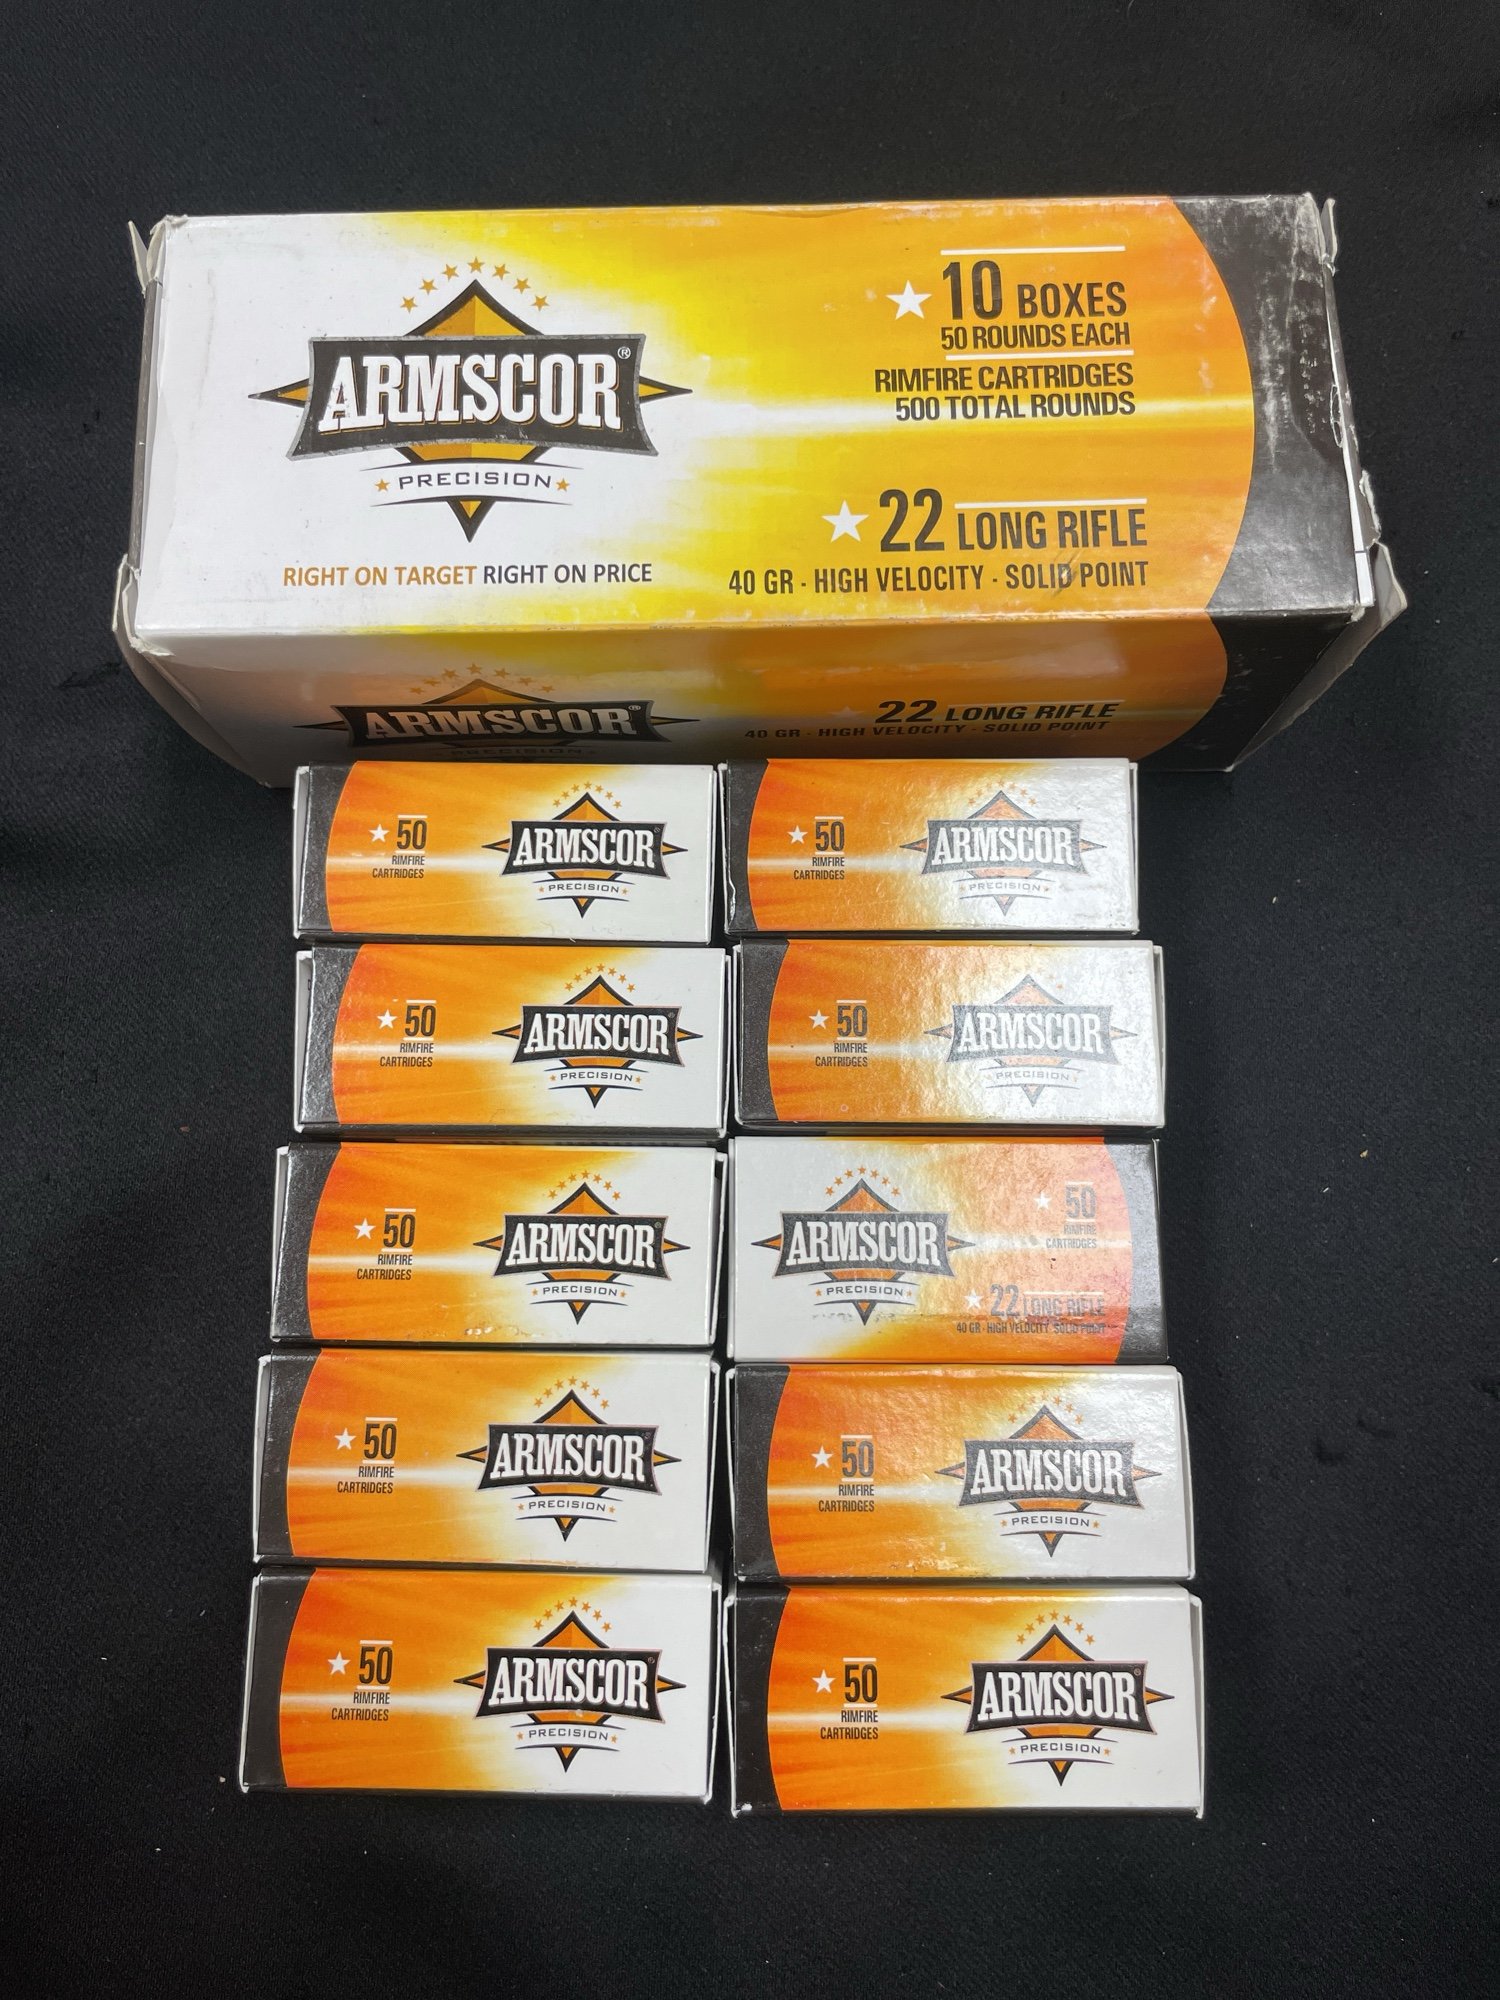 ARMSCOR®
PRECISION
RIGHT ON TARGET RIGHT ON PRICE
10 BOXES
50 ROUNDS EACH
RIMFIRE CARTRIDGES
500 TOTAL ROUNDS
22 LONG RIFLE
40 GR - HIGH VELOCITY - SOLID POINT
ARMSCOR®
PRECISION
22 LONG RIFLE
40 GR - HIGH VELOCITY - SOLID POINT
50
RIMFIRE
CARTRIDGES
ARMSCOR
PRECISION
50
RIMFIRE
CARTRIDGES
ARMSCOR
PRECISION
50
RIMFIRE
CARTRIDGES
ARMSCOR
PRECISION
50
RIMFIRE
CARTRIDGES
ARMSCOR
PRECISION
50
RIMFIRE
CARTRIDGES
ARMSCOR
PRECISION
ARMSCOR
PRECISION
50
RIMFIRE
CARTRIDGES
22 LONG RIFLE
40 GR - HIGH VELOCITY - SOLID POINT
50
RIMFIRE
CARTRIDGES
ARMSCOR
PRECISION
50
RIMFIRE
CARTRIDGES
ARMSCOR
PRECISION
50
RIMFIRE
CARTRIDGES
ARMSCOR®
PRECISION
50
RIMFIRE
CARTRIDGES
ARMSCOR®
PRECISION